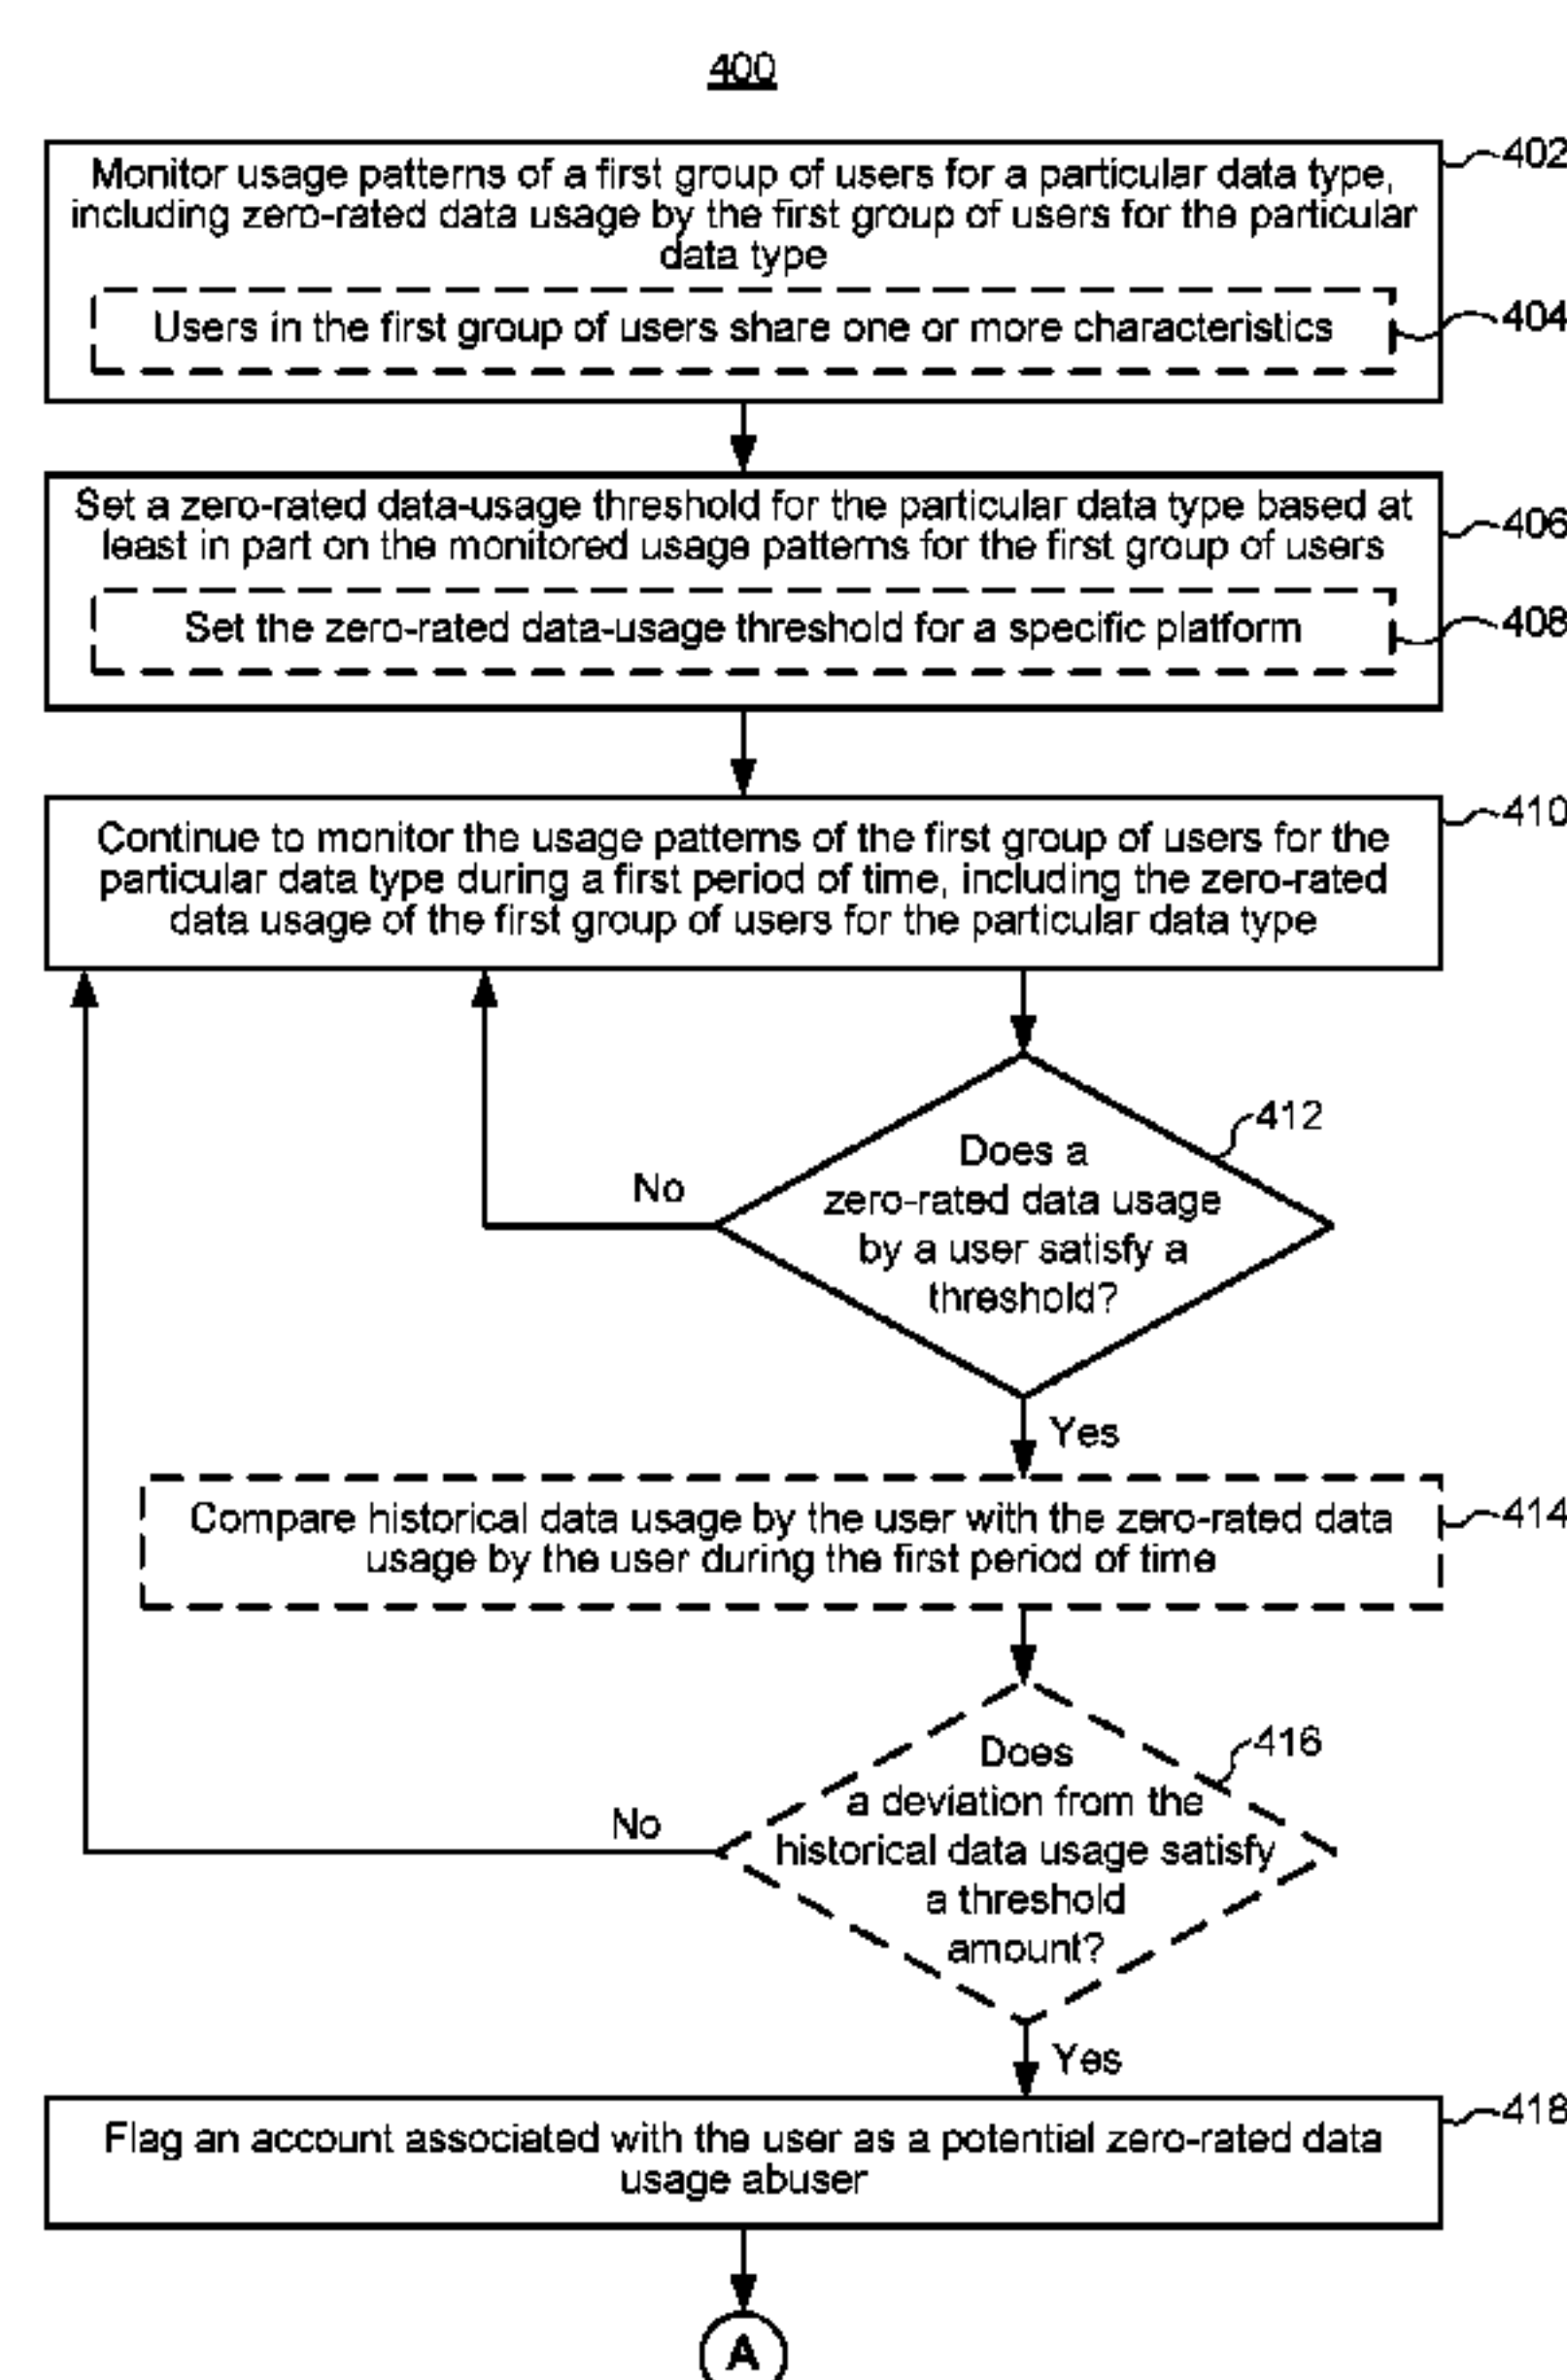 400
Monitor usage patterns of a first group of users for a particular data type,
including zero-rated data usage by the first group of users for the particular
data type
402
Users in the first group of users share one or more characteristics
404
Set a zero-rated data-usage threshold for the particular data type based at
least in part on the monitored usage patterns for the first group of users
406
Set the zero-rated data-usage threshold for a specific platform
408
Continue to monitor the usage patterns of the first group of users for the
particular data type during a first period of time, including the zero-rated
data usage of the first group of users for the particular data type
410
412
Does a
zero-rated data usage
by a user satisfy a
threshold?
No
Yes
Compare historical data usage by the user with the zero-rated data
usage by the user during the first period of time
414
416
Does
a deviation from the
historical data usage satisfy
a threshold
amount?
No
Yes
Flag an account associated with the user as a potential zero-rated data
usage abuser
418
A